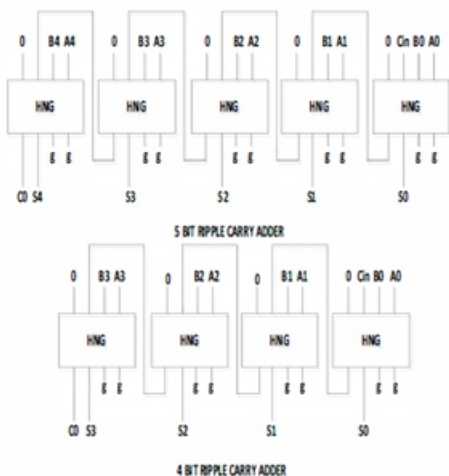 0 B4 A4 0 B3 A3 0 B2 A2 0 B1 A1 0 Cin B0 A0
HNG HNG HNG HNG HNG
g g g g g g g g g g
C0 S4 S3 S2 S1 S0
5 BIT RIPPLE CARRY ADDER
0 B3 A3 0 B2 A2 0 B1 A1 0 Cin B0 A0
HNG HNG HNG HNG
g g g g g g g g
C0 S3 S2 S1 S0
4 BIT RIPPLE CARRY ADDER